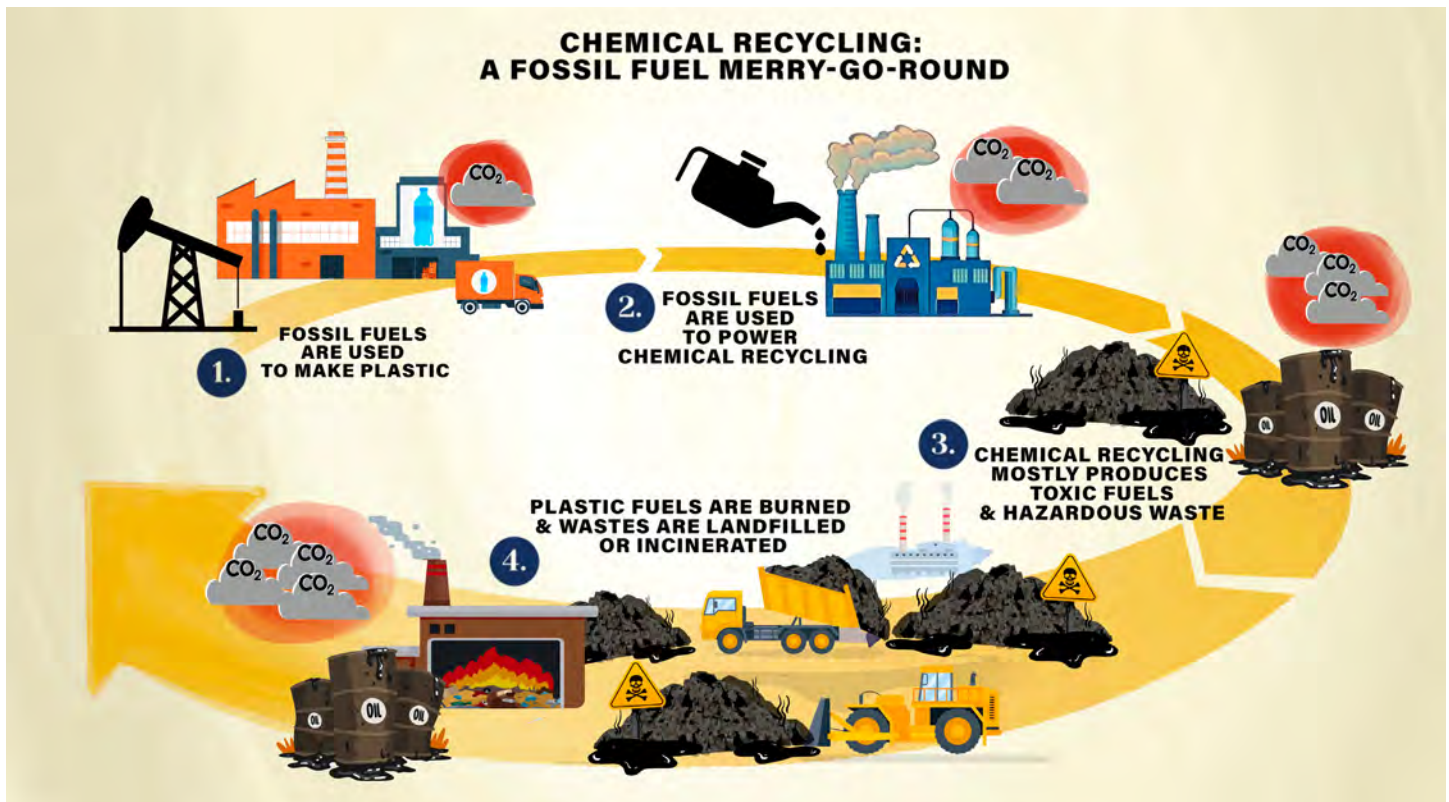 CHEMICAL RECYCLING:
A FOSSIL FUEL MERRY-GO-ROUND
CO₂
1.
FOSSIL FUELS
ARE USED
TO MAKE PLASTIC
CO₂
CO₂
2.
FOSSIL FUELS
ARE USED
TO POWER
CHEMICAL RECYCLING
CO₂
CO₂
CO₂
OIL
OIL
OIL
3.
CHEMICAL RECYCLING
MOSTLY PRODUCES
TOXIC FUELS
& HAZARDOUS WASTE
4.
PLASTIC FUELS ARE BURNED
& WASTES ARE LANDFILLED
OR INCINERATED
CO₂
CO₂
CO₂
CO₂
OIL
OIL
OIL